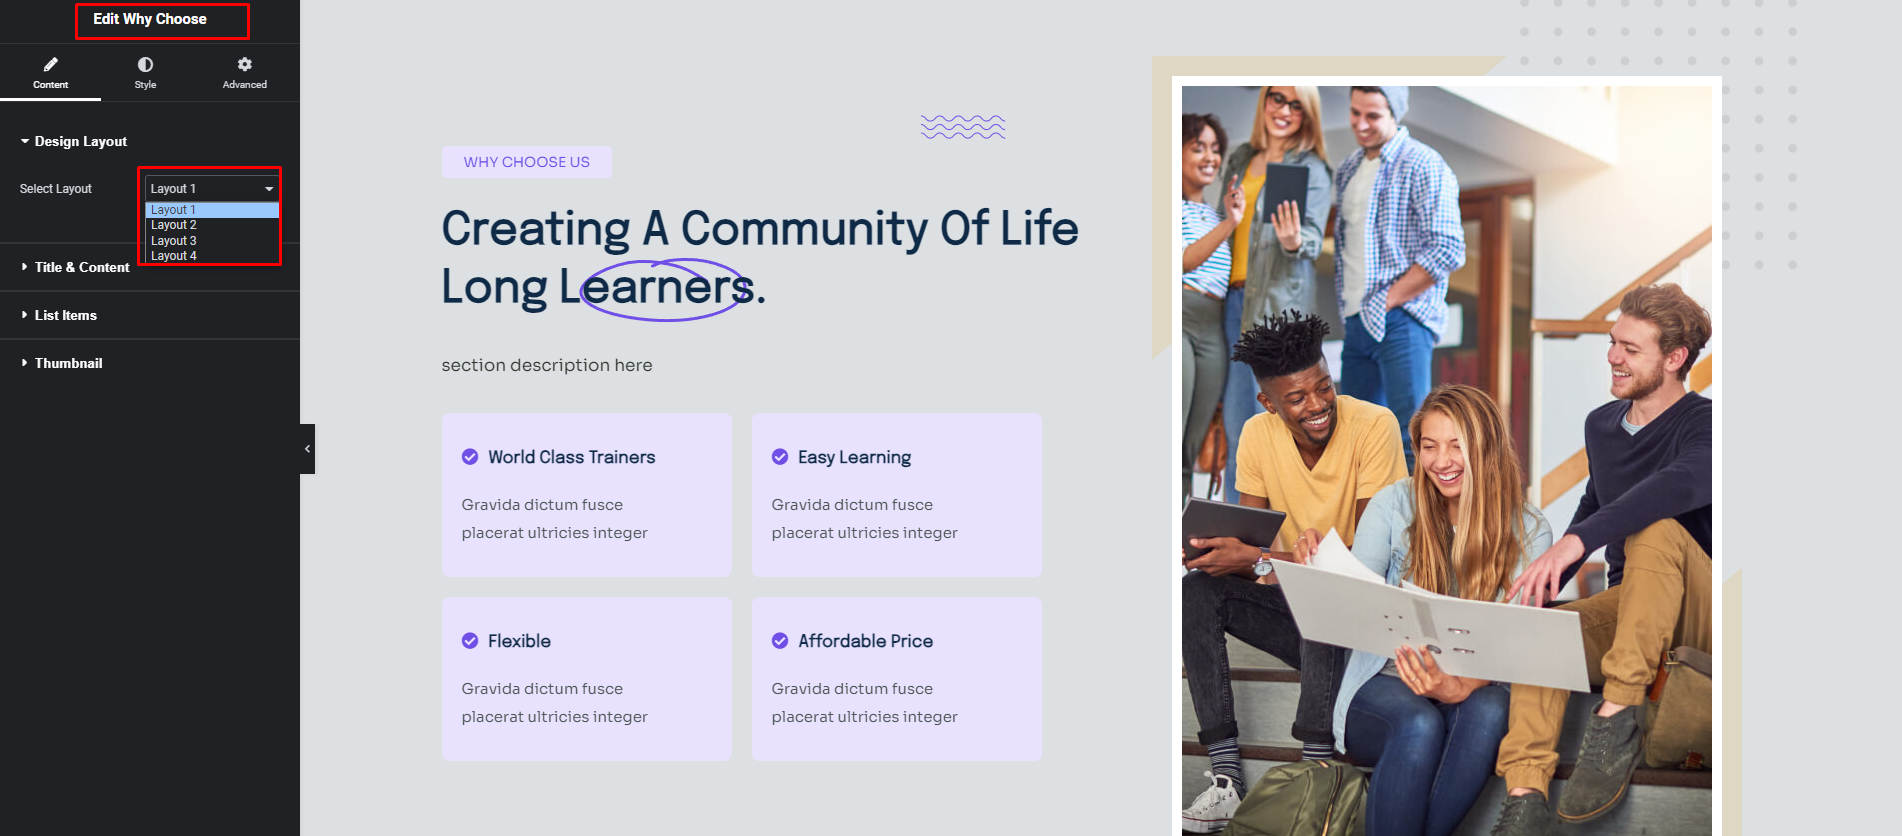 Edit Why Choose
Content
Style
Advanced
Design Layout
Select Layout
Layout 1
Layout 1
Layout 2
Layout 3
Layout 4
Title & Content
List Items
Thumbnail
WHY CHOOSE US
Creating A Community Of Life
Long Learners.
section description here
World Class Trainers
Gravida dictum fusce
placerat ultricies integer
Easy Learning
Gravida dictum fusce
placerat ultricies integer
Flexible
Gravida dictum fusce
placerat ultricies integer
Affordable Price
Gravida dictum fusce
placerat ultricies integer